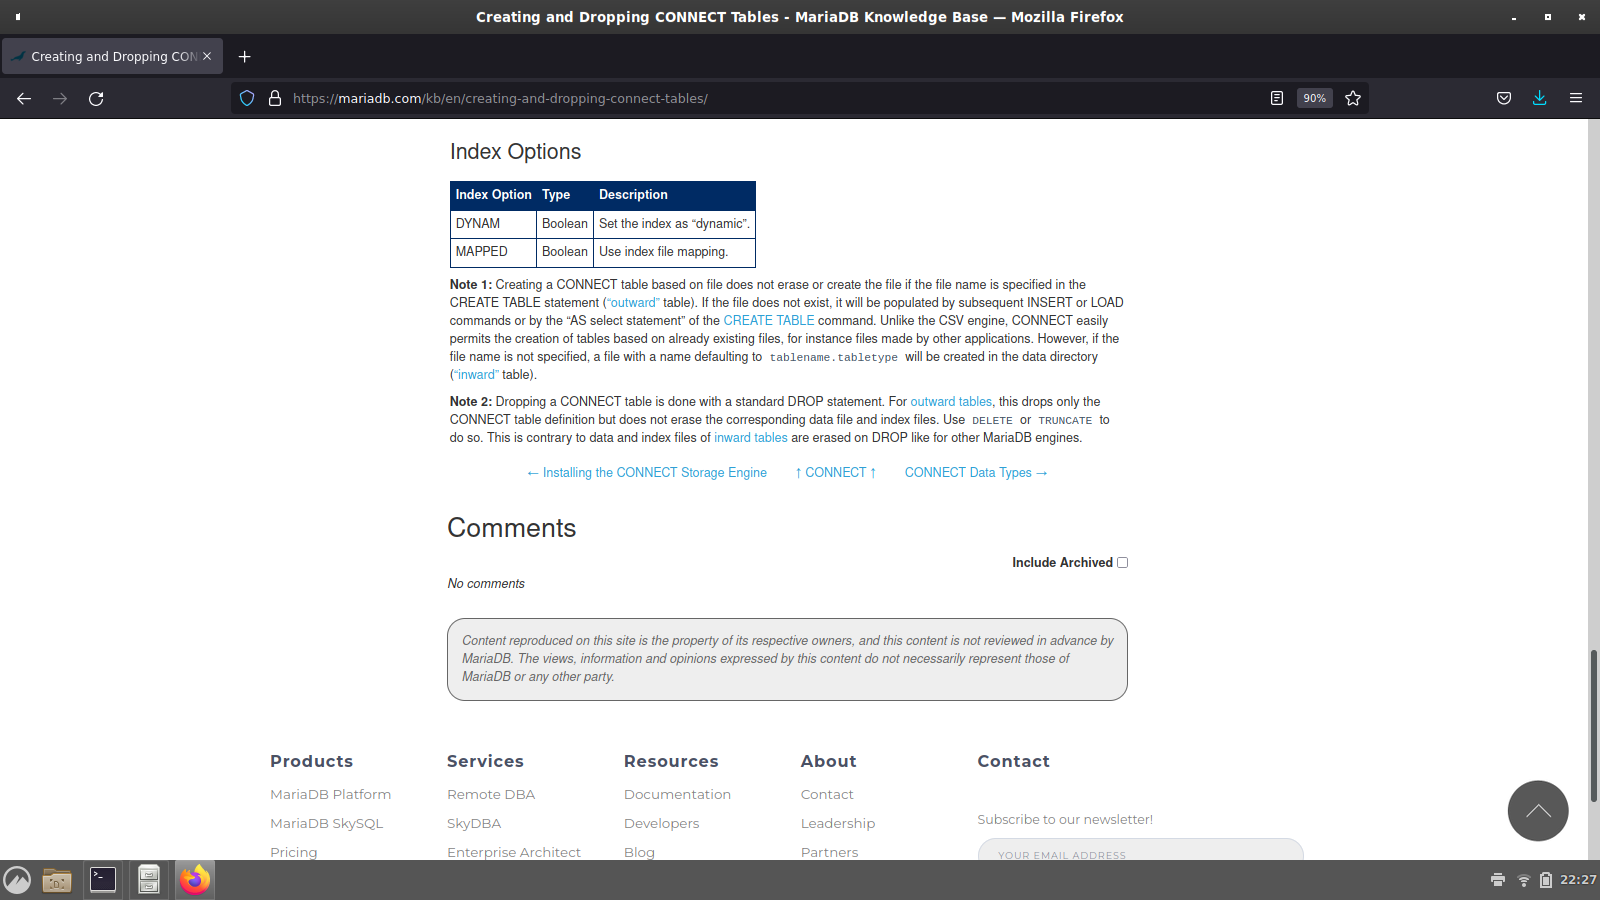 Creating and Dropping CONNECT Tables - MariaDB Knowledge Base — Mozilla Firefox
Creating and Dropping CON
https://mariadb.com/kb/en/creating-and-dropping-connect-tables/
90%
Index Options
Index Option Type Description
DYNAM Boolean Set the index as “dynamic”.
MAPPED Boolean Use index file mapping.
Note 1: Creating a CONNECT table based on file does not erase or create the file if the file name is specified in the
CREATE TABLE statement (“outward” table). If the file does not exist, it will be populated by subsequent INSERT or LOAD
commands or by the “AS select statement” of the CREATE TABLE command. Unlike the CSV engine, CONNECT easily
permits the creation of tables based on already existing files, for instance files made by other applications. However, if the
file name is not specified, a file with a name defaulting to tablename.tabletype will be created in the data directory
(“inward” table).
Note 2: Dropping a CONNECT table is done with a standard DROP statement. For outward tables, this drops only the
CONNECT table definition but does not erase the corresponding data file and index files. Use DELETE or TRUNCATE to
do so. This is contrary to data and index files of inward tables are erased on DROP like for other MariaDB engines.
← Installing the CONNECT Storage Engine ↑ CONNECT ↑ CONNECT Data Types →
Comments
Include Archived
No comments
Content reproduced on this site is the property of its respective owners, and this content is not reviewed in advance by
MariaDB. The views, information and opinions expressed by this content do not necessarily represent those of
MariaDB or any other party.
Products Services Resources About Contact
MariaDB Platform Remote DBA Documentation Contact
MariaDB SkySQL SkyDBA Developers Leadership Subscribe to our newsletter!
Pricing Enterprise Architect Blog Partners YOUR EMAIL ADDRESS
22:27